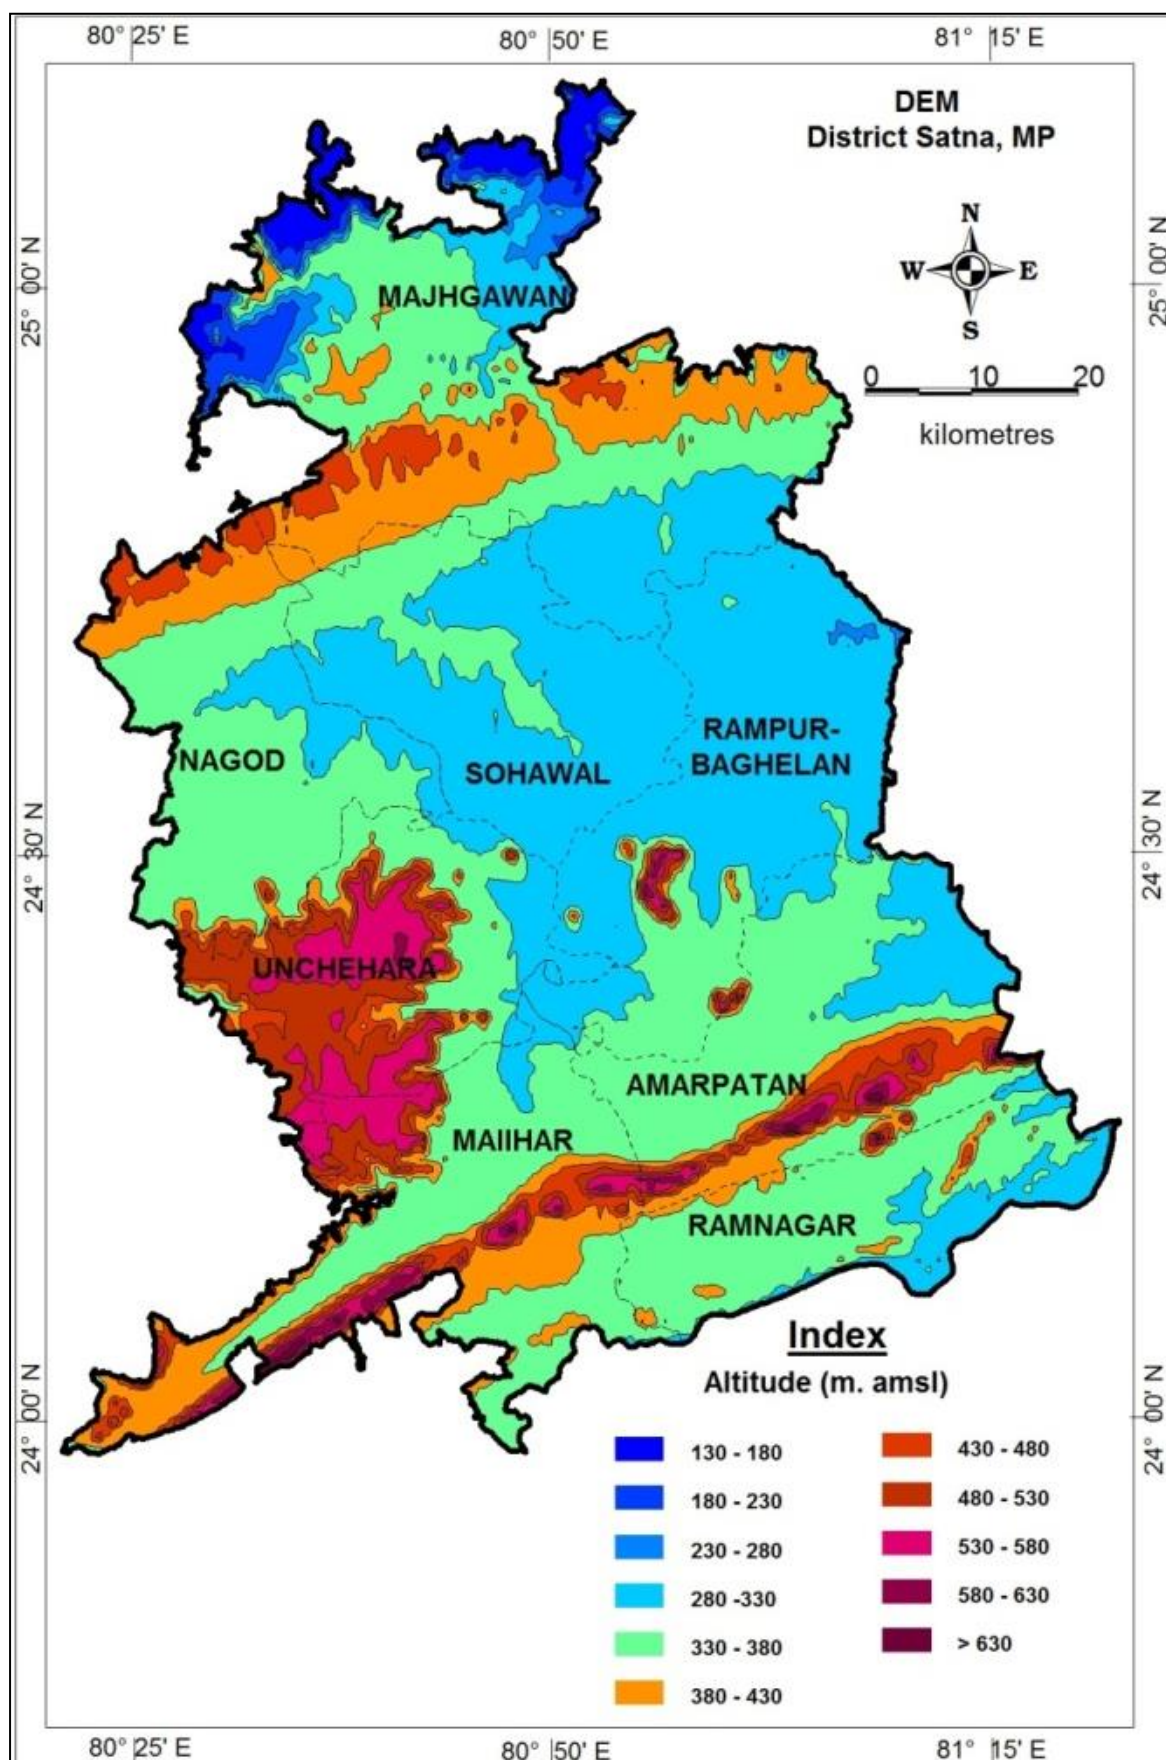 80° 25' E
80° 50' E
81° 15' E
DEM
District Satna, MP
N
W
E
S
25° 00' N
25° 00' N
0 10 20
kilometres
MAJHGAWAN
NAGOD
SOHAWAL
RAMPUR-
BAGHELAN
24° 30' N
24° 30' N
UNCHEHARA
AMARPATAN
MAIIHAR
RAMNAGAR
24° 00' N
24° 00' N
Index
Altitude (m. amsl)
130 - 180
180 - 230
230 - 280
280 -330
330 - 380
380 - 430
430 - 480
480 - 530
530 - 580
580 - 630
> 630
80° 25' E
80° 50' E
81° 15' E